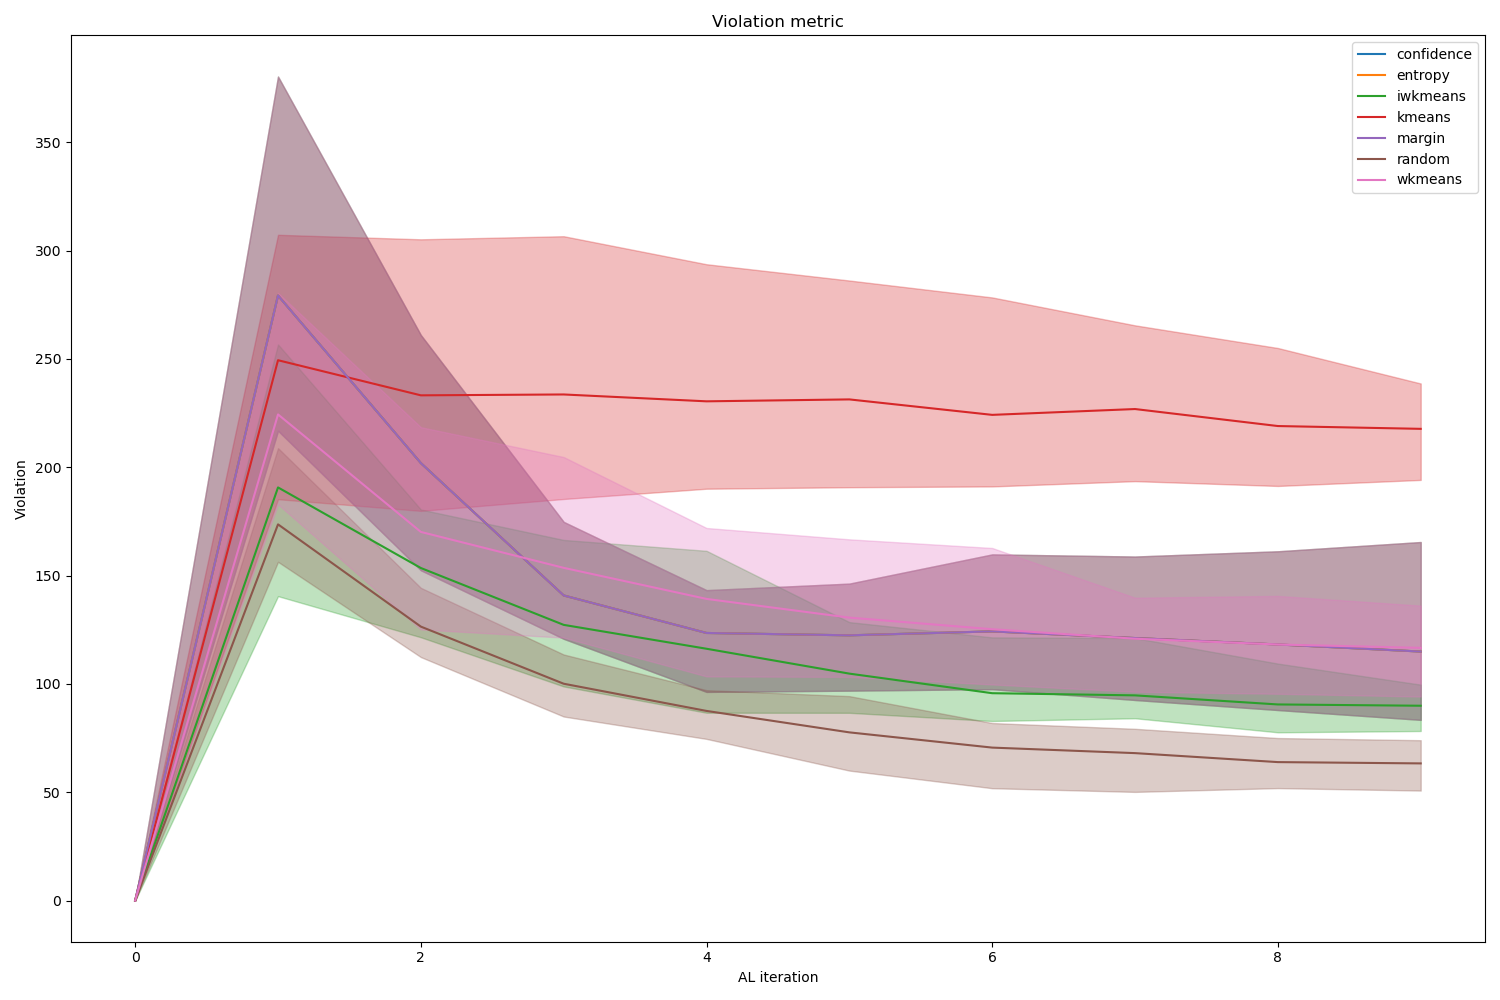 Violation metric
confidence
entropy
iwkmeans
kmeans
margin
random
wkmeans
Violation
350
300
250
200
150
100
50
0
0 2 4 6 8
AL iteration